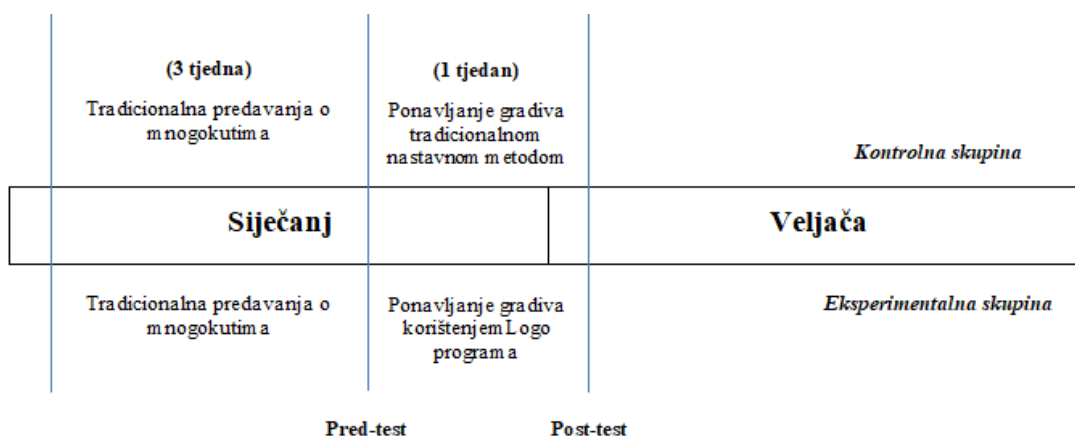 (3 tjedna)
(1 tjedan)
Tradicionalna predavanja o
mnogokutima
Ponavljanje gradiva
tradicionalnom
nastavnom metodom
Kontrolna skupina
Siječanj
Veljača
Tradicionalna predavanja o
mnogokutima
Ponavljanje gradiva
korištenjem Logo
programa
Eksperimentalna skupina
Pred-test
Post-test